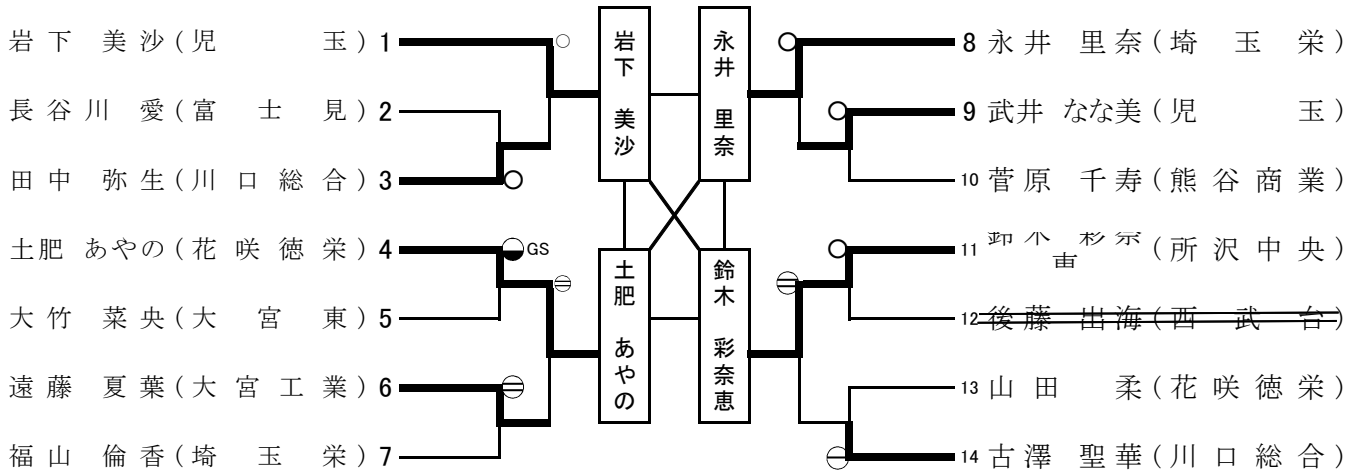 岩下 美沙(児 玉) 1
長谷川 愛(富 士 見) 2
田中 弥生(川口総合) 3
土肥 あやの(花咲徳栄) 4
GS
大竹 菜央(大 宮 東) 5
遠藤 夏葉(大宮工業) 6
福山 倫香(埼 玉 栄) 7
岩下 美沙
土肥 あやの
永井 里奈
鈴木 彩奈恵
8 永井 里奈(埼 玉 栄)
9 武井 なな美(児 玉)
10 菅原 千寿(熊谷商業)
11 鈴木 彩奈恵(所沢中央)
12 後藤 出海(西 武 台)
13 山田 柔(花咲徳栄)
14 古澤 聖華(川口総合)